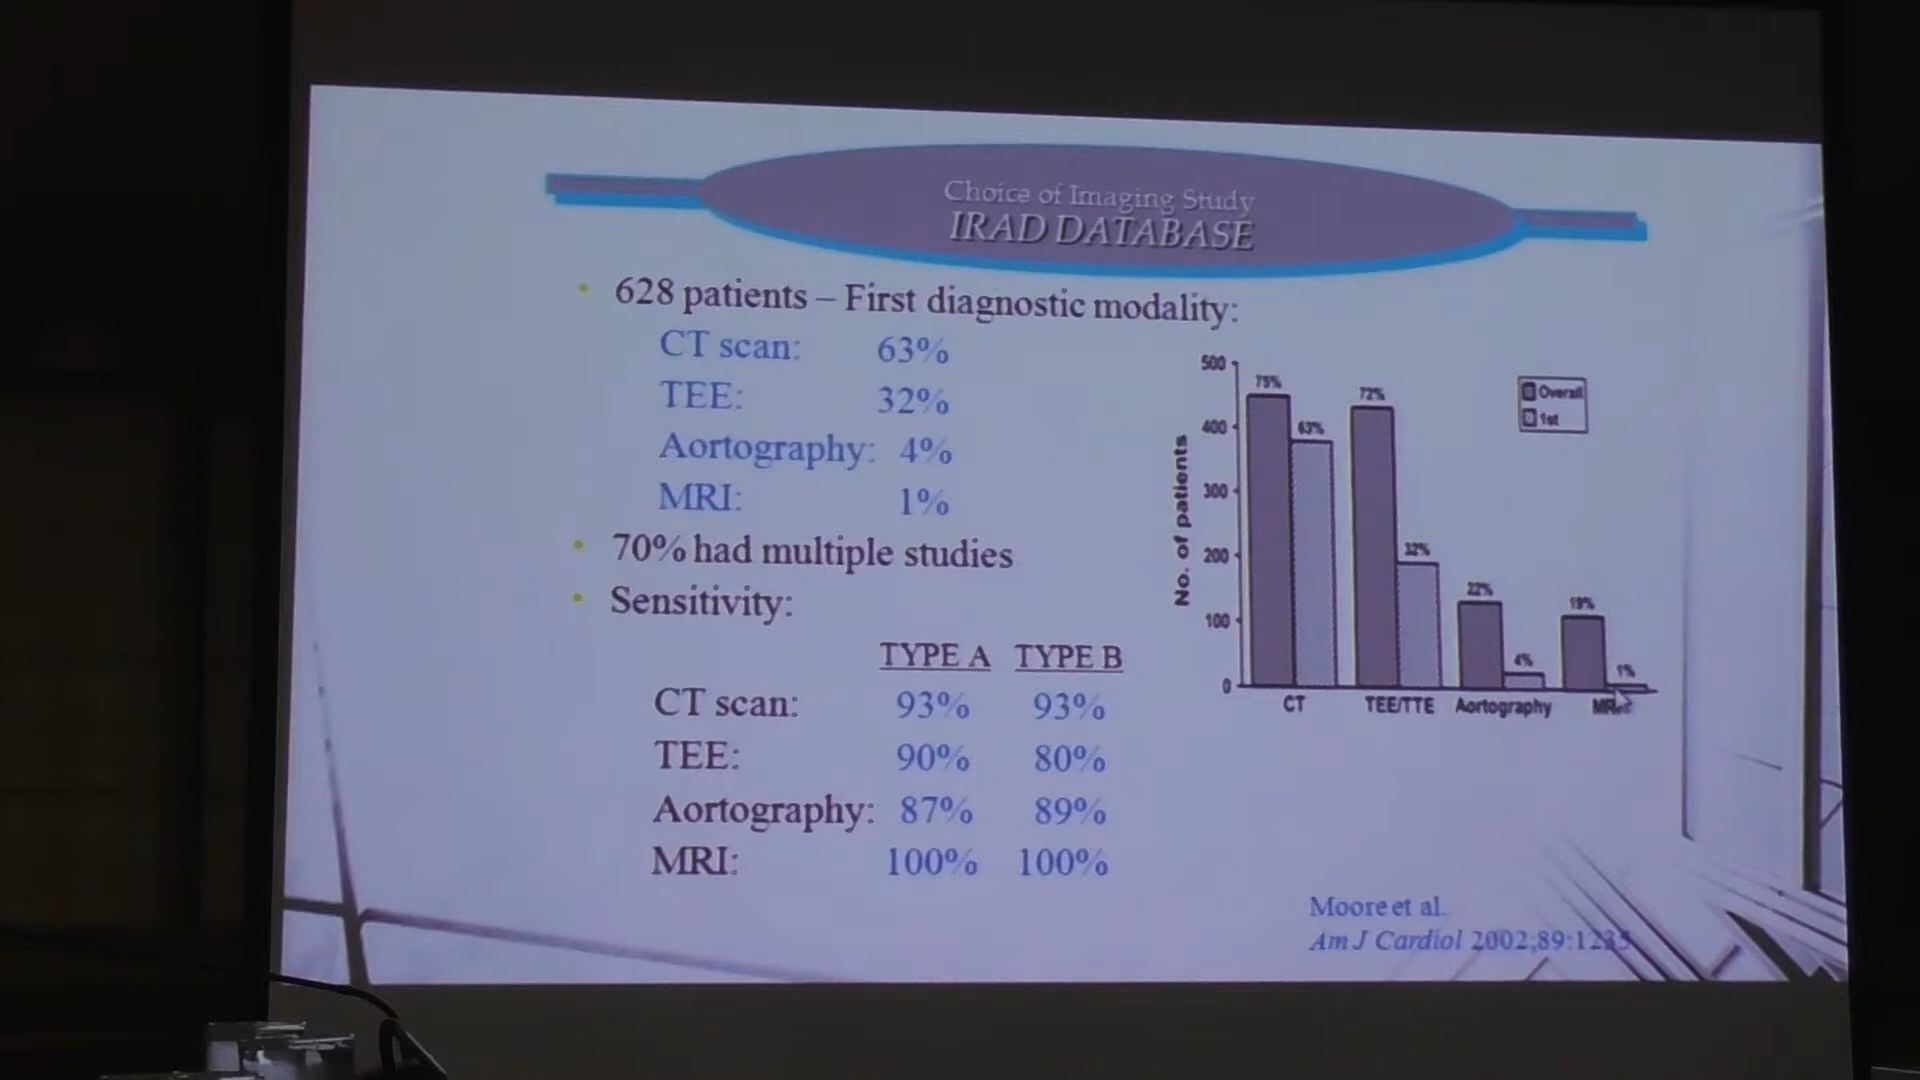 Choice of Imaging Study
IRAD DATABASE
• 628 patients – First diagnostic modality:
CT scan: 63%
TEE: 32%
Aortography: 4%
MRI: 1%
• 70% had multiple studies
• Sensitivity:
TYPE A TYPE B
CT scan: 93% 93%
TEE: 90% 80%
Aortography: 87% 89%
MRI: 100% 100%
No. of patients
500
400
300
200
100
0
75%
63%
72%
32%
22%
4%
19%
1%
Overall
1st
CT
TEE/TTE
Aortography
Moore et al.
Am J Cardiol 2002;89:1235